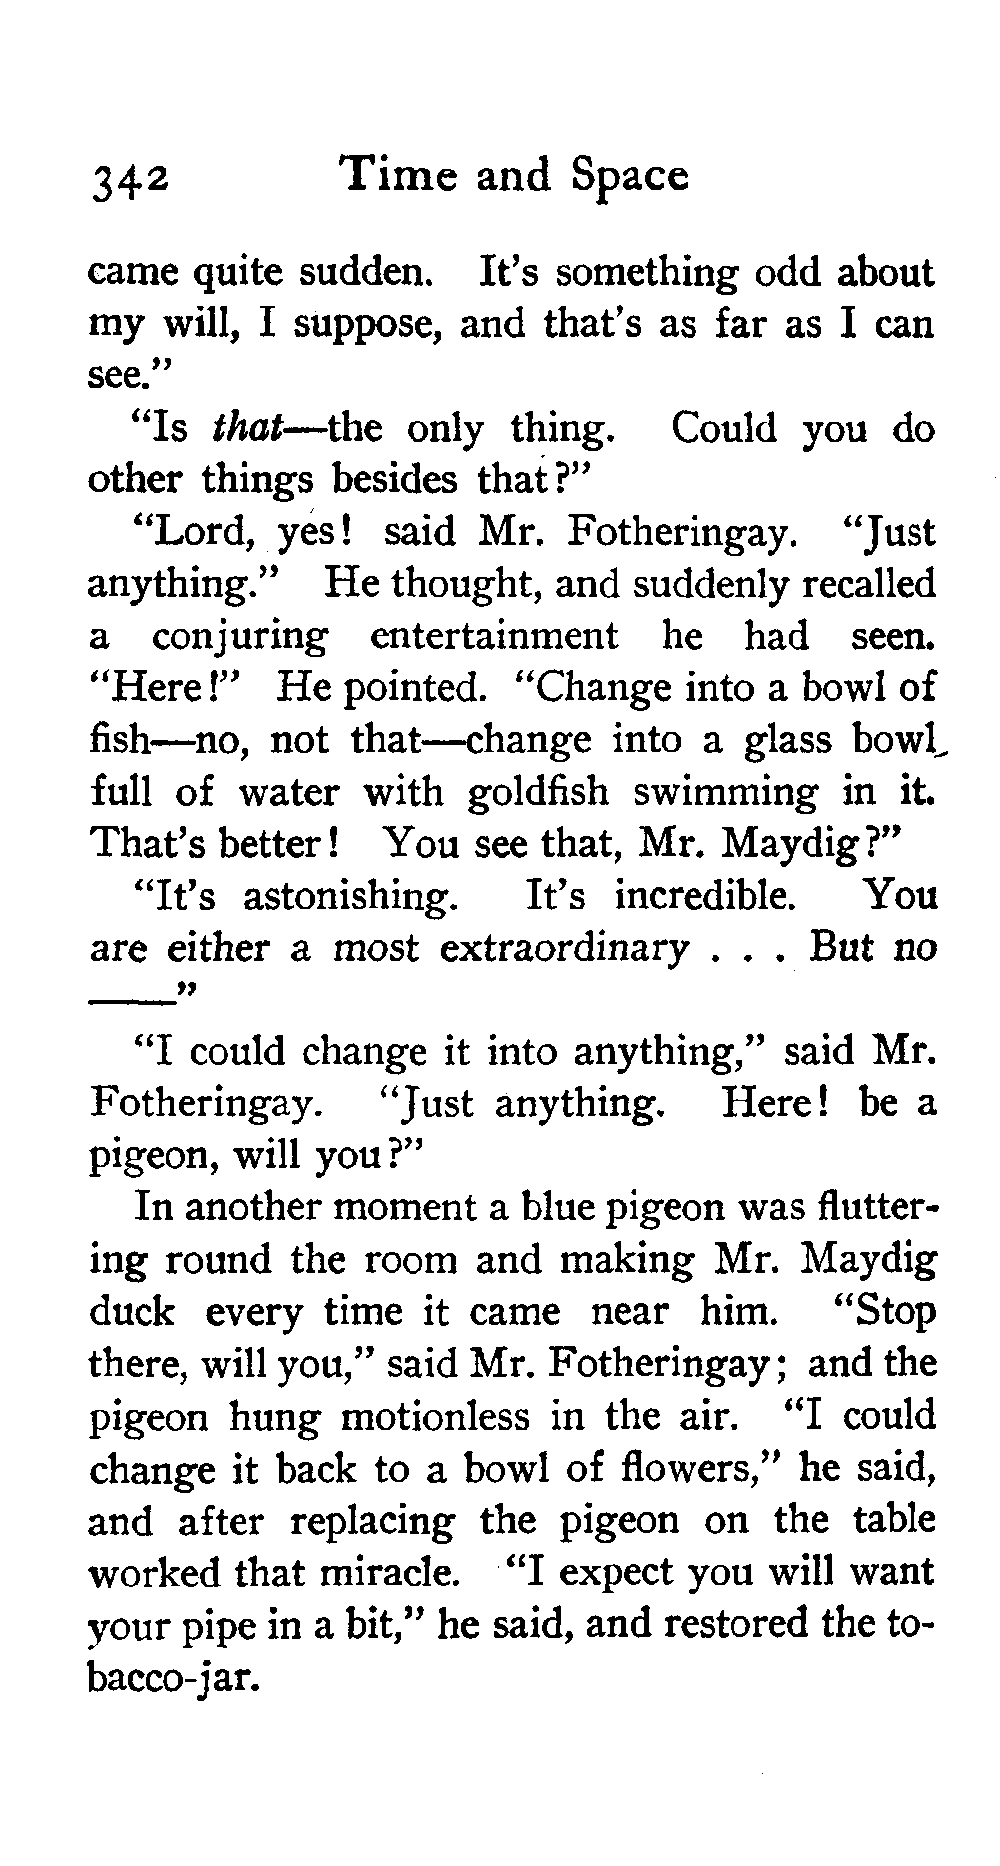 342 Time and Space
came quite sudden. It's something odd about
my will, I suppose, and that's as far as I can
see."
"Is that—the only thing. Could you do
other things besides that?"
"Lord, yes! said Mr. Fotheringay. "Just
anything." He thought, and suddenly recalled
a conjuring entertainment he had seen.
"Here!" He pointed. "Change into a bowl of
fish—no, not that—change into a glass bowl
full of water with goldfish swimming in it.
That's better! You see that, Mr. Maydig?"
"It's astonishing. It's incredible. You
are either a most extraordinary . . . But no
——"
"I could change it into anything," said Mr.
Fotheringay. "Just anything. Here! be a
pigeon, will you?"
In another moment a blue pigeon was flutter-
ing round the room and making Mr. Maydig
duck every time it came near him. "Stop
there, will you," said Mr. Fotheringay; and the
pigeon hung motionless in the air. "I could
change it back to a bowl of flowers," he said,
and after replacing the pigeon on the table
worked that miracle. "I expect you will want
your pipe in a bit," he said, and restored the to-
bacco-jar.